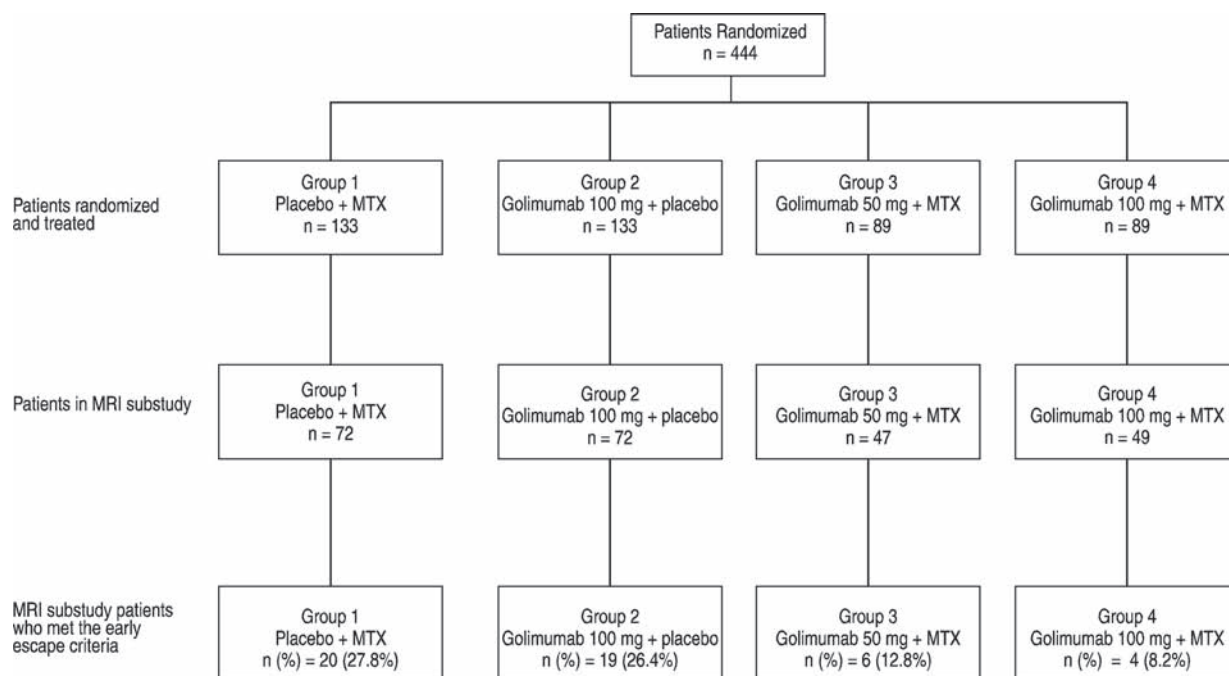 Patients Randomized
n = 444
Patients randomized
and treated
Group 1
Placebo + MTX
n = 133
Group 2
Golimumab 100 mg + placebo
n = 133
Group 3
Golimumab 50 mg + MTX
n = 89
Group 4
Golimumab 100 mg + MTX
n = 89
Patients in MRI substudy
Group 1
Placebo + MTX
n = 72
Group 2
Golimumab 100 mg + placebo
n = 72
Group 3
Golimumab 50 mg + MTX
n = 47
Group 4
Golimumab 100 mg + MTX
n = 49
MRI substudy patients
who met the early
escape criteria
Group 1
Placebo + MTX
n (%) = 20 (27.8%)
Group 2
Golimumab 100 mg + placebo
n (%) = 19 (26.4%)
Group 3
Golimumab 50 mg + MTX
n (%) = 6 (12.8%)
Group 4
Golimumab 100 mg + MTX
n (%) = 4 (8.2%)